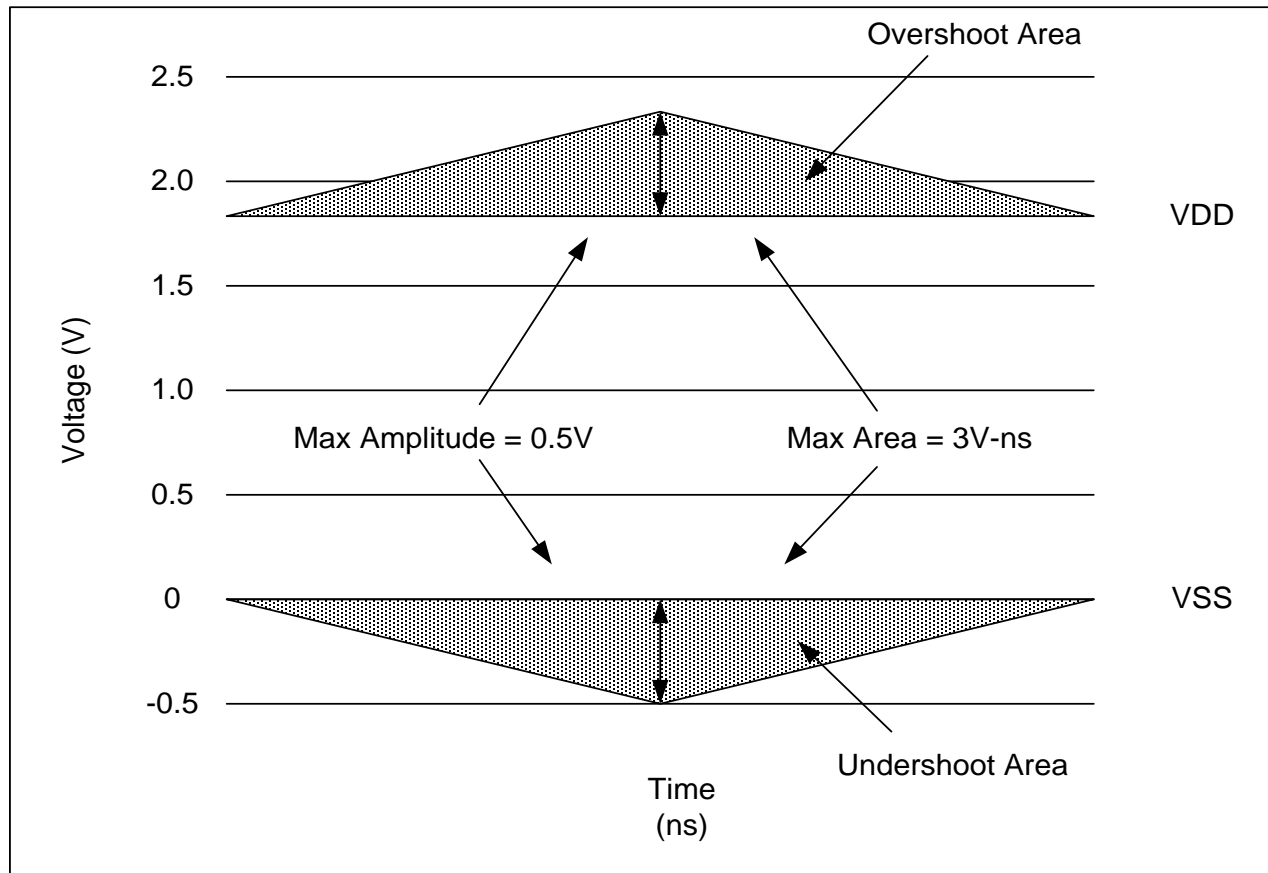 Overshoot Area
2.5
2.0
VDD
1.5
Voltage (V)
1.0
Max Amplitude = 0.5V
Max Area = 3V-ns
0.5
0
VSS
-0.5
Undershoot Area
Time
(ns)